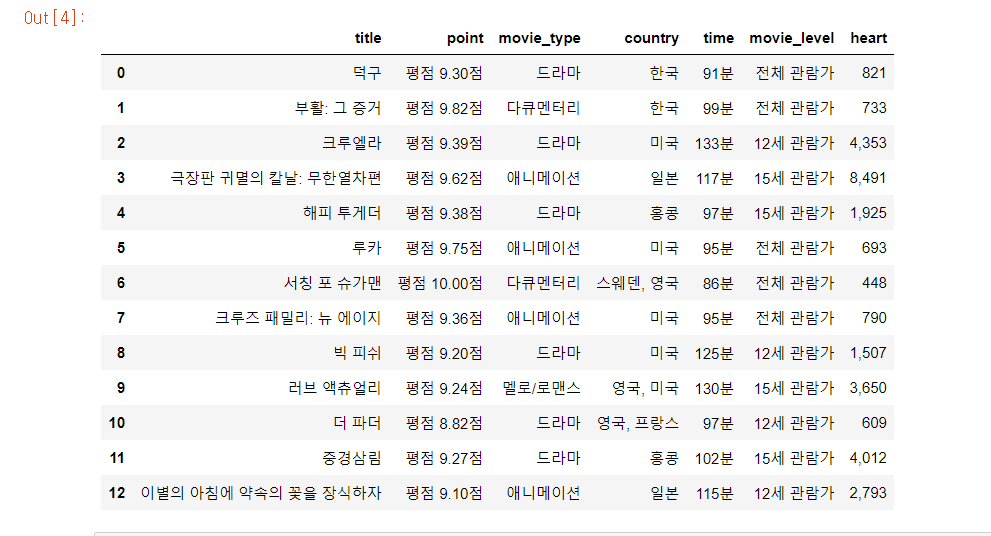 Out[4]:
title point movie_type country time movie_level heart
0 덕구 평점 9.30점 드라마 한국 91분 전체 관람가 821
1 부활: 그 증거 평점 9.82점 다큐멘터리 한국 99분 전체 관람가 733
2 크루엘라 평점 9.39점 드라마 미국 133분 12세 관람가 4,353
3 극장판 귀멸의 칼날: 무한열차편 평점 9.62점 애니메이션 일본 117분 15세 관람가 8,491
4 해피 투게더 평점 9.38점 드라마 홍콩 97분 15세 관람가 1,925
5 루카 평점 9.75점 애니메이션 미국 95분 전체 관람가 693
6 서칭 포 슈가맨 평점 10.00점 다큐멘터리 스웨덴, 영국 86분 전체 관람가 448
7 크루즈 패밀리: 뉴 에이지 평점 9.36점 애니메이션 미국 95분 전체 관람가 790
8 빅 피쉬 평점 9.20점 드라마 미국 125분 12세 관람가 1,507
9 러브 액츄얼리 평점 9.24점 멜로/로맨스 영국, 미국 130분 15세 관람가 3,650
10 더 파더 평점 8.82점 드라마 영국, 프랑스 97분 12세 관람가 609
11 중경삼림 평점 9.27점 드라마 홍콩 102분 15세 관람가 4,012
12 이별의 아침에 약속의 꽃을 장식하자 평점 9.10점 애니메이션 일본 115분 12세 관람가 2,793